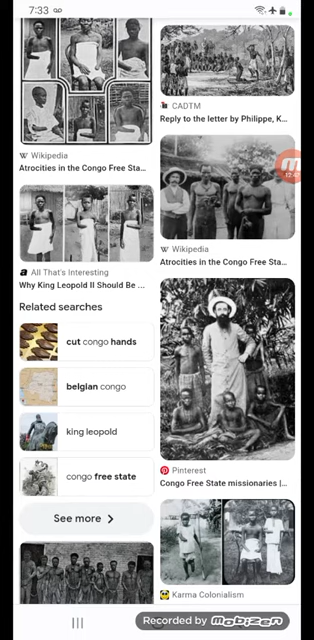 7:33
W Wikipedia
Atrocities in the Congo Free Sta...
a All That's Interesting
Why King Leopold II Should Be ...
Related searches
cut congo hands
belgian congo
king leopold
congo free state
See more
CADTM
Reply to the letter by Philippe, K...
W Wikipedia
Atrocities in the Congo Free Sta...
Pinterest
Congo Free State missionaries |...
Karma Colonialism
Recorded by Mobizen